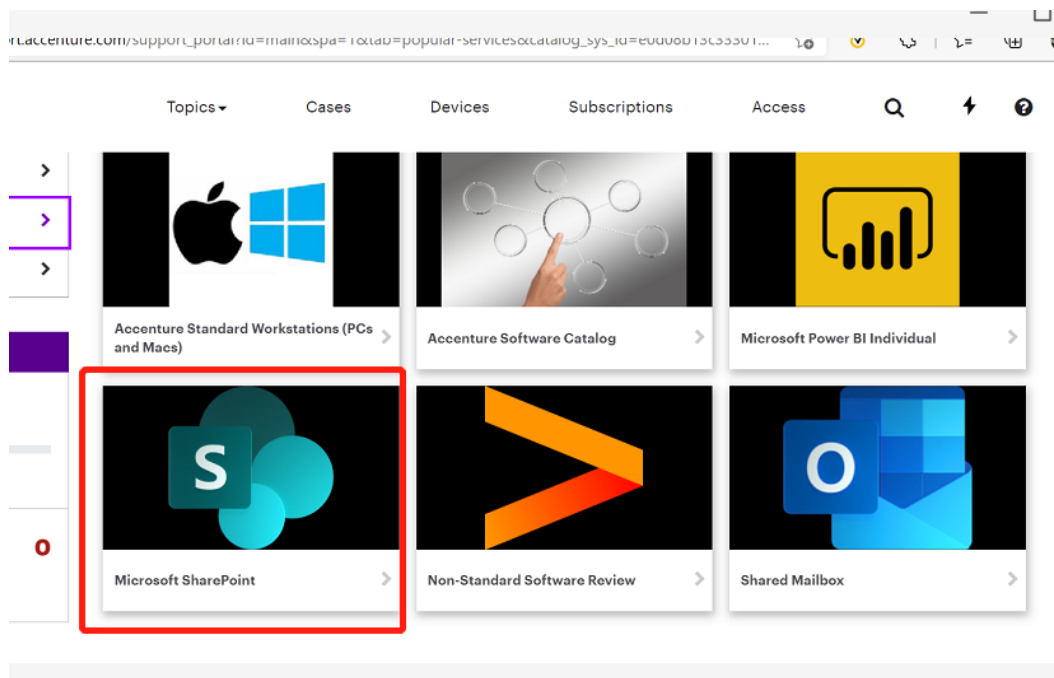 Topics
Cases
Devices
Subscriptions
Access
Accenture Standard Workstations (PCs
and Macs)
Accenture Software Catalog
Microsoft Power BI Individual
S
O
O
Microsoft SharePoint
Non-Standard Software Review
Shared Mailbox